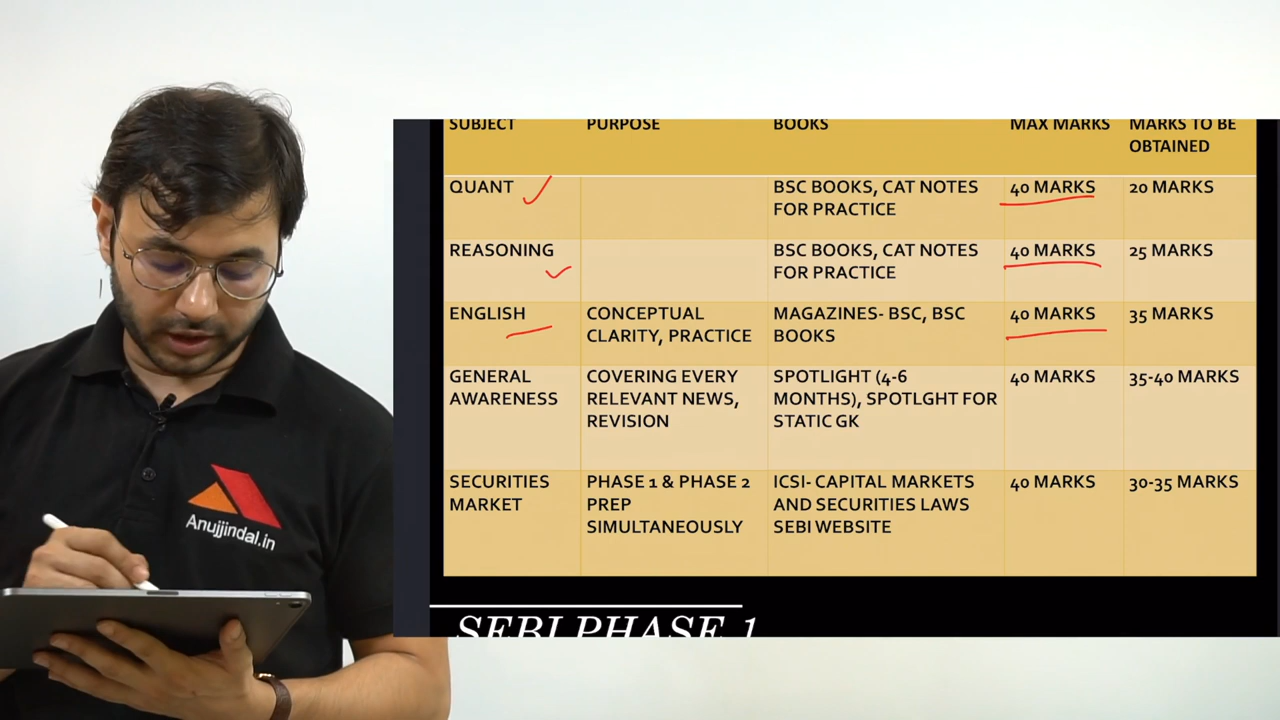 SUBJECT PURPOSE BOOKS MAX MARKS MARKS TO BE
OBTAINED
QUANT BSC BOOKS, CAT NOTES 40 MARKS 20 MARKS
FOR PRACTICE
REASONING BSC BOOKS, CAT NOTES 40 MARKS 25 MARKS
FOR PRACTICE
ENGLISH CONCEPTUAL MAGAZINES- BSC, BSC 40 MARKS 35 MARKS
CLARITY, PRACTICE BOOKS
GENERAL COVERING EVERY SPOTLIGHT (4-6 40 MARKS 35-40 MARKS
AWARENESS RELEVANT NEWS, MONTHS), SPOTLGHT FOR
REVISION STATIC GK
SECURITIES PHASE 1 & PHASE 2 ICSI- CAPITAL MARKETS 40 MARKS 30-35 MARKS
MARKET PREP AND SECURITIES LAWS
SIMULTANEOUSLY SEBI WEBSITE
SEBI PHASE 1
Anujjindal.in